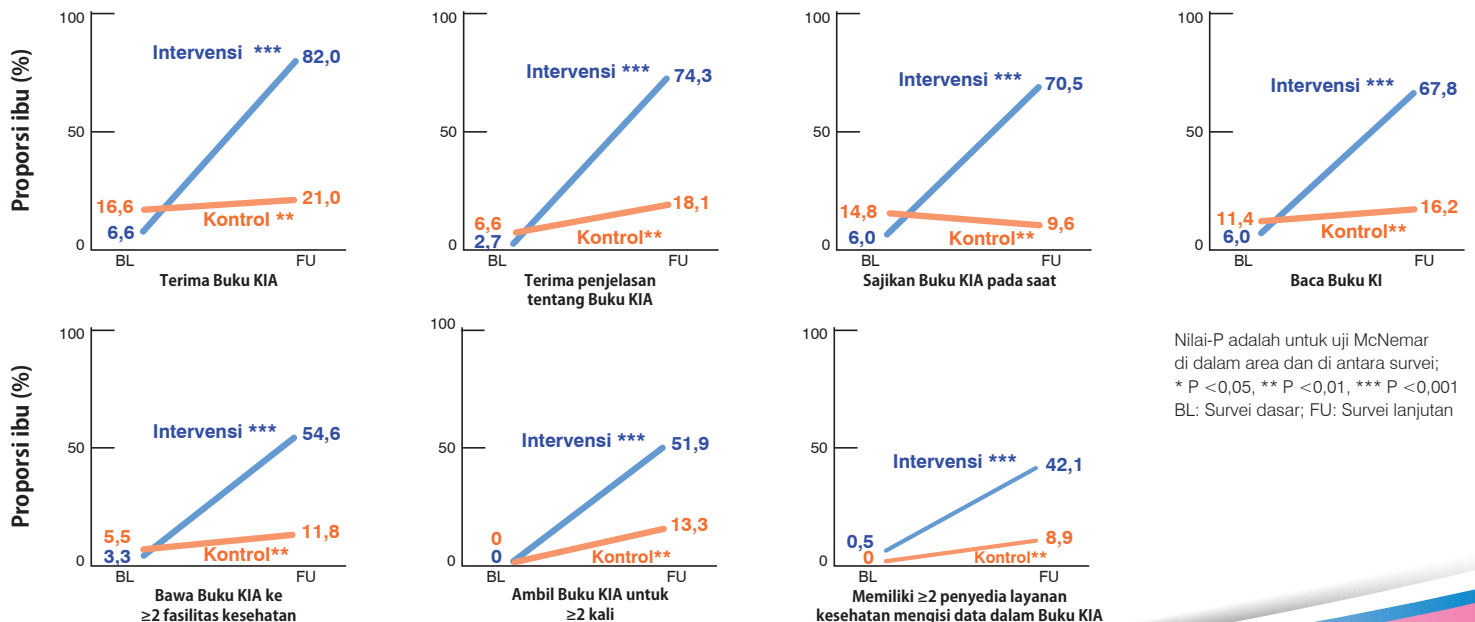 Proporsi ibu (%)
100
50
0
Intervensi ***
82,0
16,6
21,0
Kontrol **
6,6
BL
FU
Terima Buku KIA
100
50
0
Intervensi ***
74,3
6,6
18,1
Kontrol**
2,7
BL
FU
Terima penjelasan
tentang Buku KIA
100
50
0
Intervensi ***
70,5
14,8
9,6
Kontrol**
6,0
BL
FU
Sajikan Buku KIA pada saat
100
50
0
Intervensi ***
67,8
11,4
16,2
Kontrol**
6,0
BL
FU
Baca Buku KI
Proporsi ibu (%)
100
50
0
Intervensi ***
54,6
5,5
11,8
Kontrol**
3,3
BL
FU
Bawa Buku KIA ke
≥2 fasilitas kesehatan
100
50
0
Intervensi ***
51,9
0
13,3
Kontrol**
0
BL
FU
Ambil Buku KIA untuk
≥2 kali
100
50
0
Intervensi ***
42,1
0,5
8,9
Kontrol**
0
BL
FU
Memiliki ≥2 penyedia layanan
kesehatan mengisi data dalam Buku KIA
Nilai-P adalah untuk uji McNemar
di dalam area dan di antara survei;
* P <0,05, ** P <0,01, *** P <0,001
BL: Survei dasar; FU: Survei lanjutan